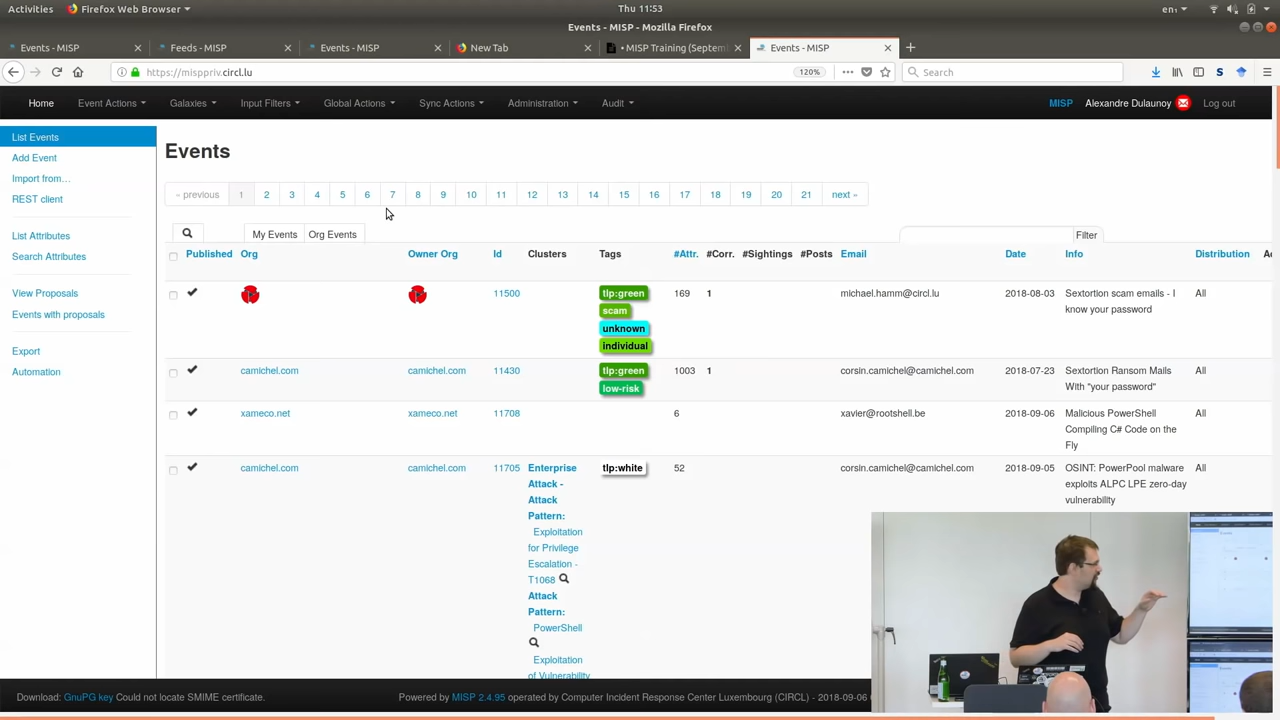 Activities Firefox Web Browser Thu 11:53 en₁
Events - MISP - Mozilla Firefox
Events - MISP Feeds - MISP Events - MISP New Tab • MISP Training (Septem Events - MISP
https://misppriv.circl.lu 120% Search
Home Event Actions Galaxies Input Filters Global Actions Sync Actions Administration Audit MISP Alexandre Dulaunoy Log out
List Events
Add Event
Import from…
REST client
List Attributes
Search Attributes
View Proposals
Events with proposals
Export
Automation
Events
« previous 1 2 3 4 5 6 7 8 9 10 11 12 13 14 15 16 17 18 19 20 21 next »
My Events Org Events Filter
Published Org Owner Org Id Clusters Tags #Attr. #Corr. #Sightings #Posts Email Date Info Distribution Ac
11500 tlp:green 169 1 michael.hamm@circl.lu 2018-08-03 Sextortion scam emails - I All
scam know your password
unknown
individual
camichel.com camichel.com 11430 tlp:green 1003 1 corsin.camichel@camichel.com 2018-07-23 Sextortion Ransom Mails All
low-risk With "your password"
xameco.net xameco.net 11708 6 xavier@rootshell.be 2018-09-06 Malicious PowerShell All
Compiling C# Code on the
Fly
camichel.com camichel.com 11705 Enterprise tlp:white 52 corsin.camichel@camichel.com 2018-09-05 OSINT: PowerPool malware All
Attack - exploits ALPC LPE zero-day
Attack vulnerability
Pattern:
Exploitation
for Privilege
Escalation -
T1068
Attack
Pattern:
PowerShell
Exploitation
of Vulnerability
Download: GnuPG key Could not locate SMIME certificate. Powered by MISP 2.4.95 operated by Computer Incident Response Center Luxembourg (CIRCL) - 2018-09-06